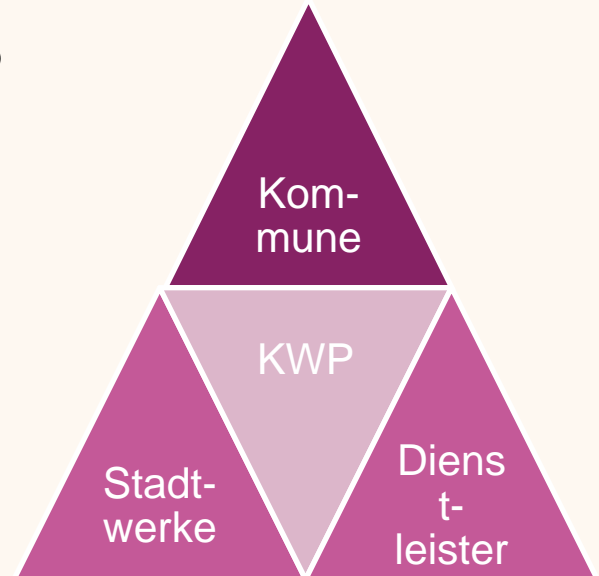 Kom-
mune
KWP
Stadt-
werke
Diens
t-
leister